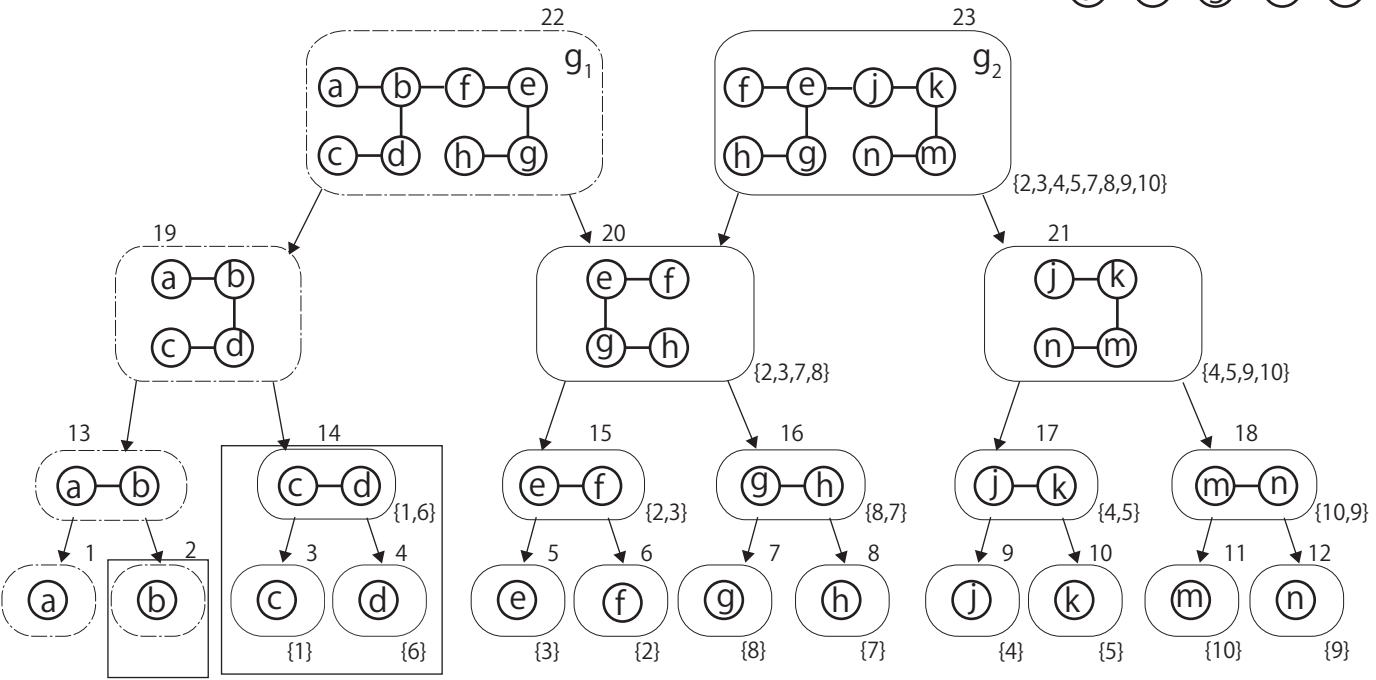 g
22 23
g1 g2
a b f e f e j k
c d h g h g n m
{2,3,4,5,7,8,9,10}
19 20 21
a b e f j k
c d g h n m
{2,3,7,8} {4,5,9,10}
13 14 15 16 17 18
a b c d e f g h j k m n
{1,6} {2,3} {8,7} {4,5} {10,9}
1 2 3 4 5 6 7 8 9 10 11 12
a b c d e f g h j k m n
{1} {6} {3} {2} {8} {7} {4} {5} {10} {9}